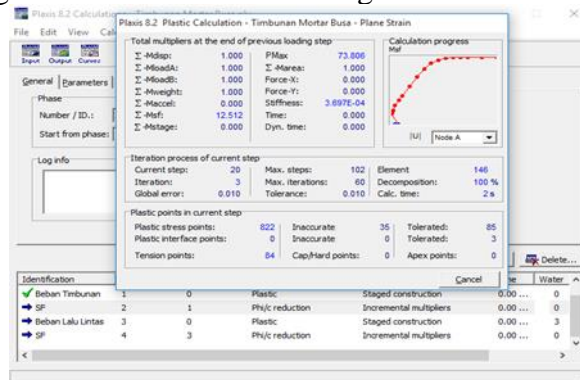 Plaxis 8.2 Plastic Calculation - Timbunan Mortar Busa - Plane Strain
File Edit View
Input Output Curves
General Parameters
Phase
Number / ID.:
Start from phase:
Log info
Total multipliers at the end of previous loading step
Σ -Mdisp: 1.000 PMax 73.806
Σ -MloadA: 1.000 Σ -Marea: 1.000
Σ -MloadB: 1.000 Force-X: 0.000
Σ -Mweight: 1.000 Force-Y: 0.000
Σ -Maccel: 0.000 Stiffness: 3.697E-04
Σ -Msf: 12.512 Time: 0.000
Σ -Mstage: 0.000 Dyn. time: 0.000
Calculation progress
Msf
|U| Node A
Iteration process of current step
Current step: 20 Max. steps: 102 Element 146
Iteration: 3 Max. iterations: 60 Decomposition: 100 %
Global error: 0.010 Tolerance: 0.010 Calc. time: 2 s
Plastic points in current step
Plastic stress points: 822 Inaccurate 35 Tolerated: 85
Plastic interface points: 0 Inaccurate 0 Tolerated: 3
Tension points: 84 Cap/Hard points: 0 Apex points: 0
Cancel
Delete...
Identification Water
Beban Timbunan 1 0 Plastic Staged construction 0.00 ... 0
SF 2 1 Phi/c reduction Incremental multipliers 0.00 ... 0
Beban Lalu Lintas 3 0 Plastic Staged construction 0.00 ... 3
SF 4 3 Phi/c reduction Incremental multipliers 0.00 ... 0